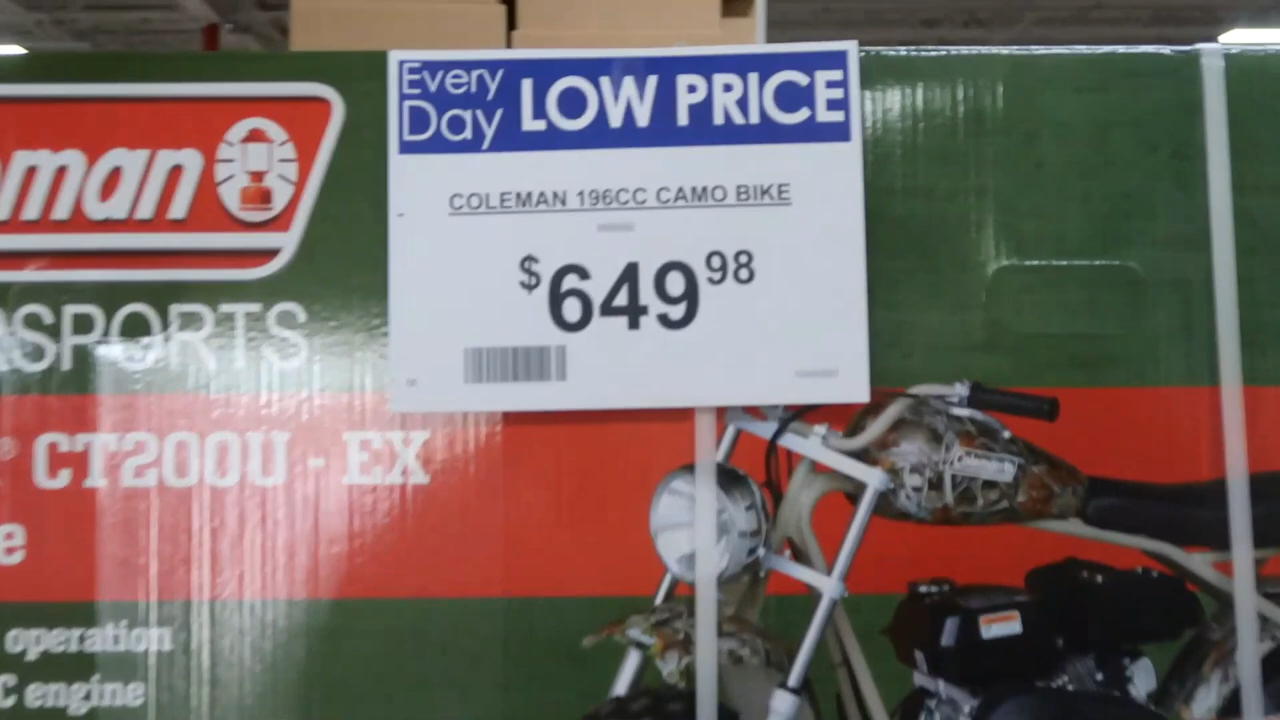 Every
Day
LOW PRICE
man
COLEMAN 196CC CAMO BIKE
$649 98
SPORTS
CT200U - EX
e
operation
C engine